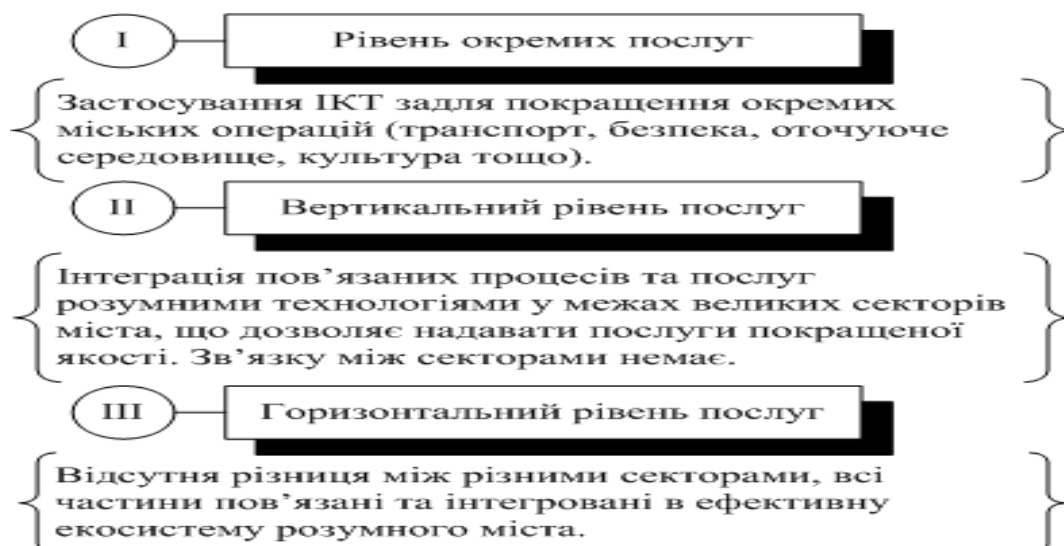 І
Рівень окремих послуг
Застосування ІКТ задля покращення окремих
міських операцій (транспорт, безпека, оточуюче
середовище, культура тощо).
ІІ
Вертикальний рівень послуг
Інтеграція пов’язаних процесів та послуг
розумними технологіями у межах великих секторів
міста, що дозволяє надавати послуги покращеної
якості. Зв’язку між секторами немає.
ІІІ
Горизонтальний рівень послуг
Відсутня різниця між різними секторами, всі
частини пов’язані та інтегровані в ефективну
екосистему розумного міста.